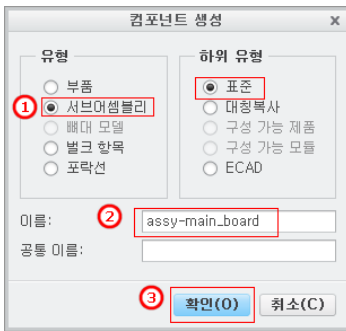 컴포넌트 생성 x
유형
부품
① 서브어셈블리
뼈대 모델
벌크 항목
포락선
하위 유형
표준
대칭복사
구성 가능 제품
구성 가능 모듈
ECAD
이름: ② assy-main_board
공통 이름:
③ 확인(O) 취소(C)